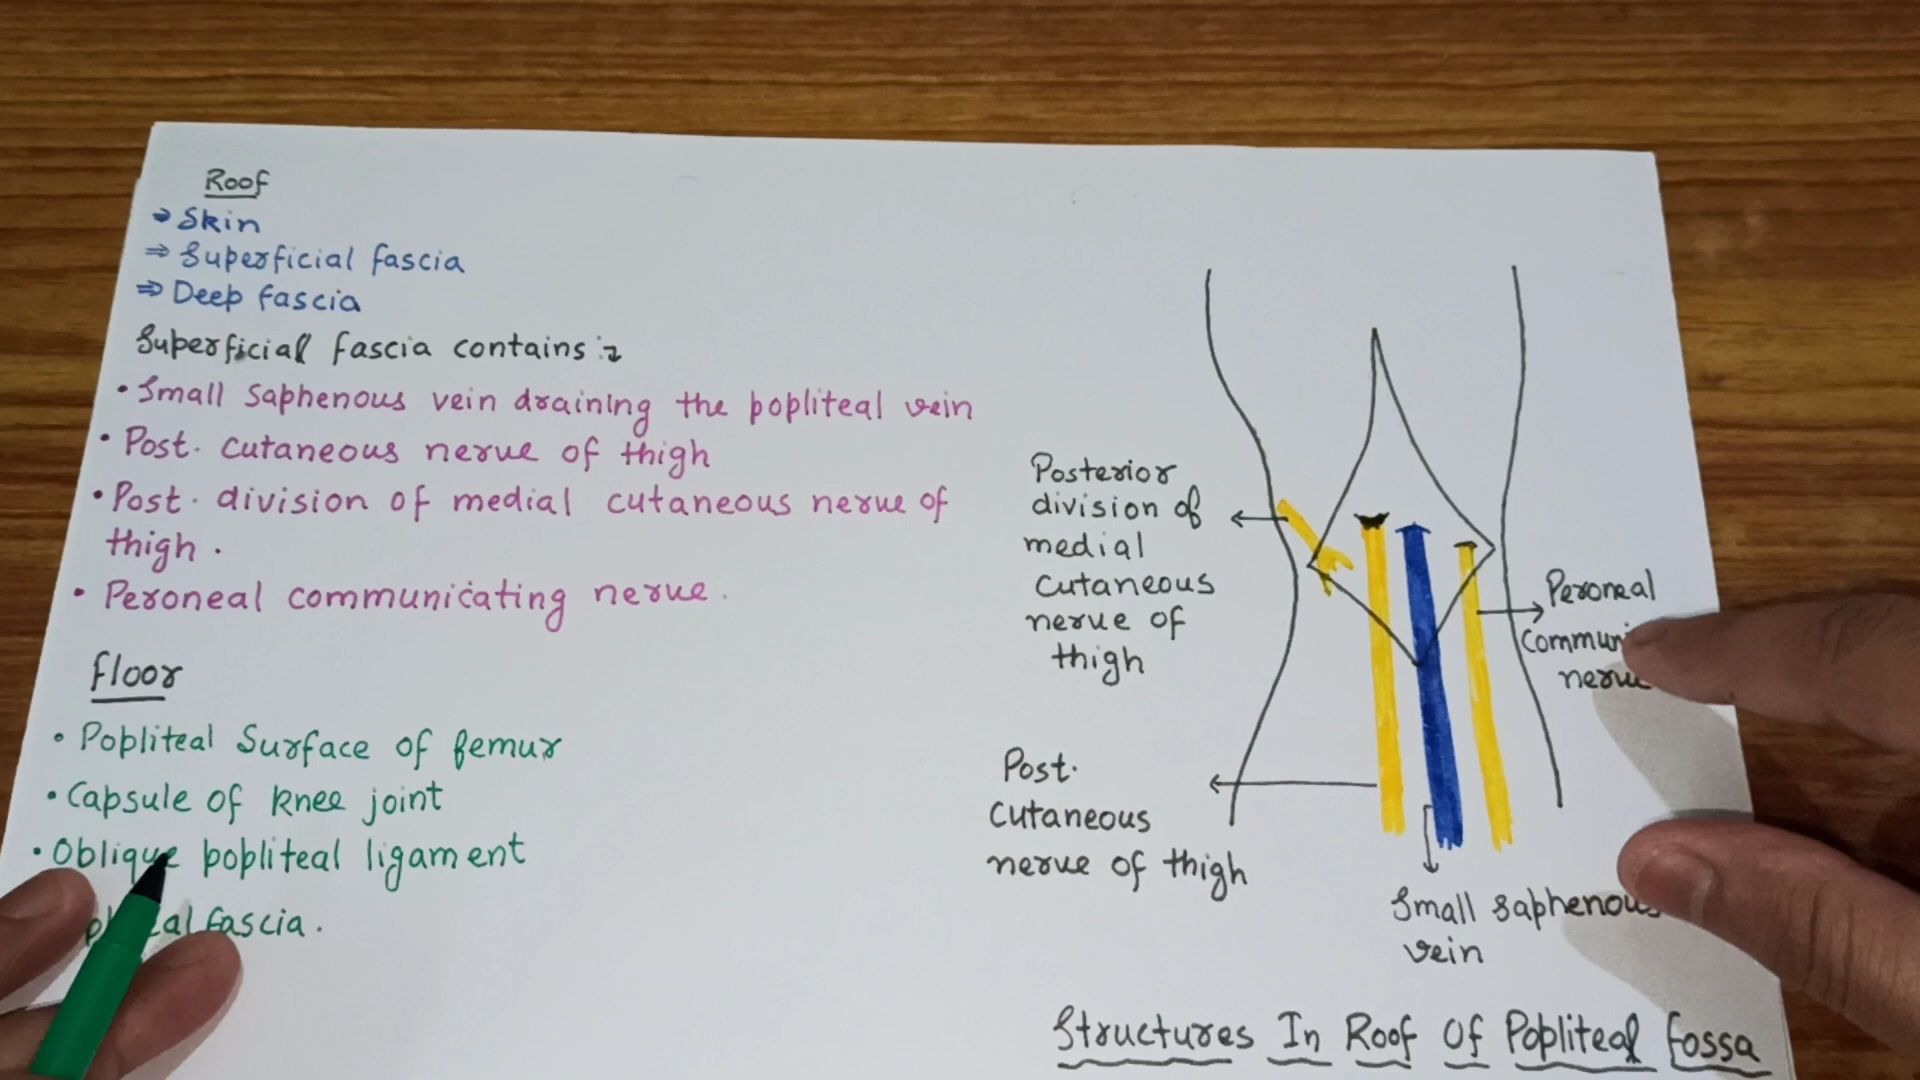 Roof
⇒ Skin
⇒ Superficial fascia
⇒ Deep fascia
Superficial fascia contains :-
• Small Saphenous vein draining the popliteal vein
• Post. cutaneous nerve of thigh
• Post. division of medial cutaneous nerve of
thigh.
• Peroneal communicating nerve.
Floor
• Popliteal Surface of femur
• Capsule of knee joint
• Oblique popliteal ligament
fascia.
Posterior
division of
medial
cutaneous
nerve of
thigh
Post.
cutaneous
nerve of thigh
Peroneal
nerve
Small saphenous
vein
Structures In Roof Of Popliteal Fossa